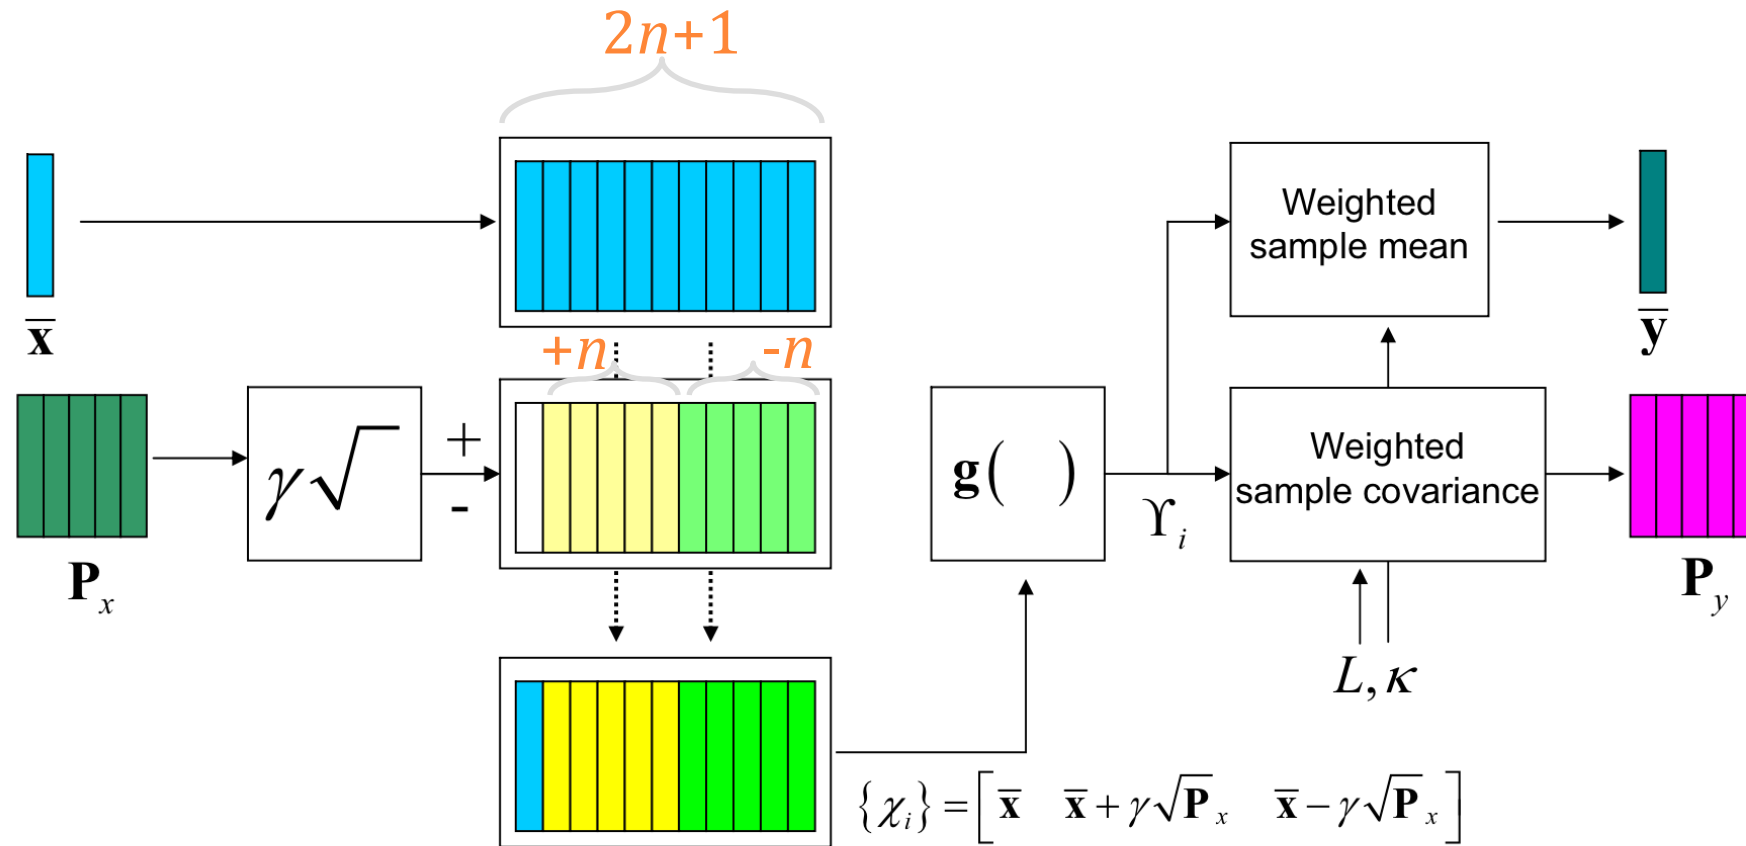 2n+1
x̅
+n
-n
P_x
γ√
+
-
g( )
ϒ_i
Weighted
sample mean
y̅
Weighted
sample covariance
P_y
L, κ
{χ_i} = [x̅ x̅ + γ√P_x x̅ − γ√P_x]